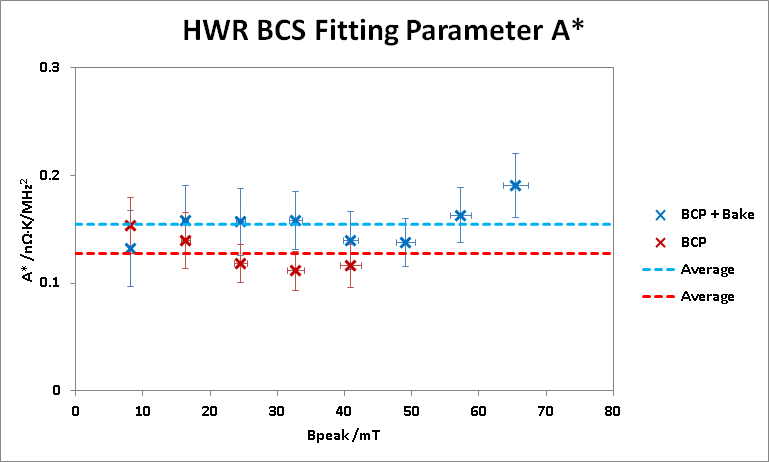 HWR BCS Fitting Parameter A*
0.3
0.2
0.1
0
A* /nΩ·K/MHz²
0 10 20 30 40 50 60 70 80
Bpeak /mT
BCP + Bake
BCP
Average
Average